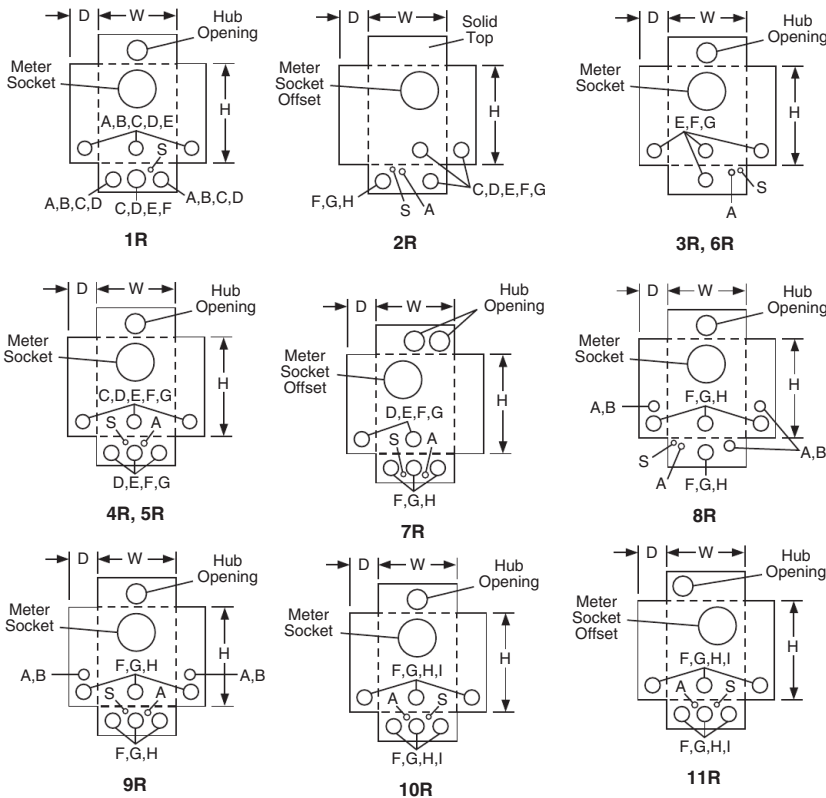 D
W
Hub
Opening
Meter
Socket
H
A,B,C,D,E
S
A,B,C,D
C,D,E,F
A,B,C,D
1R
D
W
Solid
Top
Meter
Socket
Offset
H
F,G,H
S
A
C,D,E,F,G
2R
D
W
Hub
Opening
Meter
Socket
H
E,F,G
S
A
3R, 6R
D
W
Hub
Opening
Meter
Socket
H
C,D,E,F,G
S
A
D,E,F,G
4R, 5R
D
W
Hub
Opening
Meter
Socket
Offset
H
D,E,F,G
S
A
F,G,H
7R
D
W
Hub
Opening
Meter
Socket
H
F,G,H
A,B
S
A
A,B
F,G,H
8R
D
W
Hub
Opening
Meter
Socket
H
F,G,H
A,B
A,B
S
A
F,G,H
9R
D
W
Hub
Opening
Meter
Socket
H
F,G,H,I
A
S
F,G,H,I
10R
D
W
Hub
Opening
Meter
Socket
Offset
H
F,G,H,I
A
S
F,G,H,I
11R